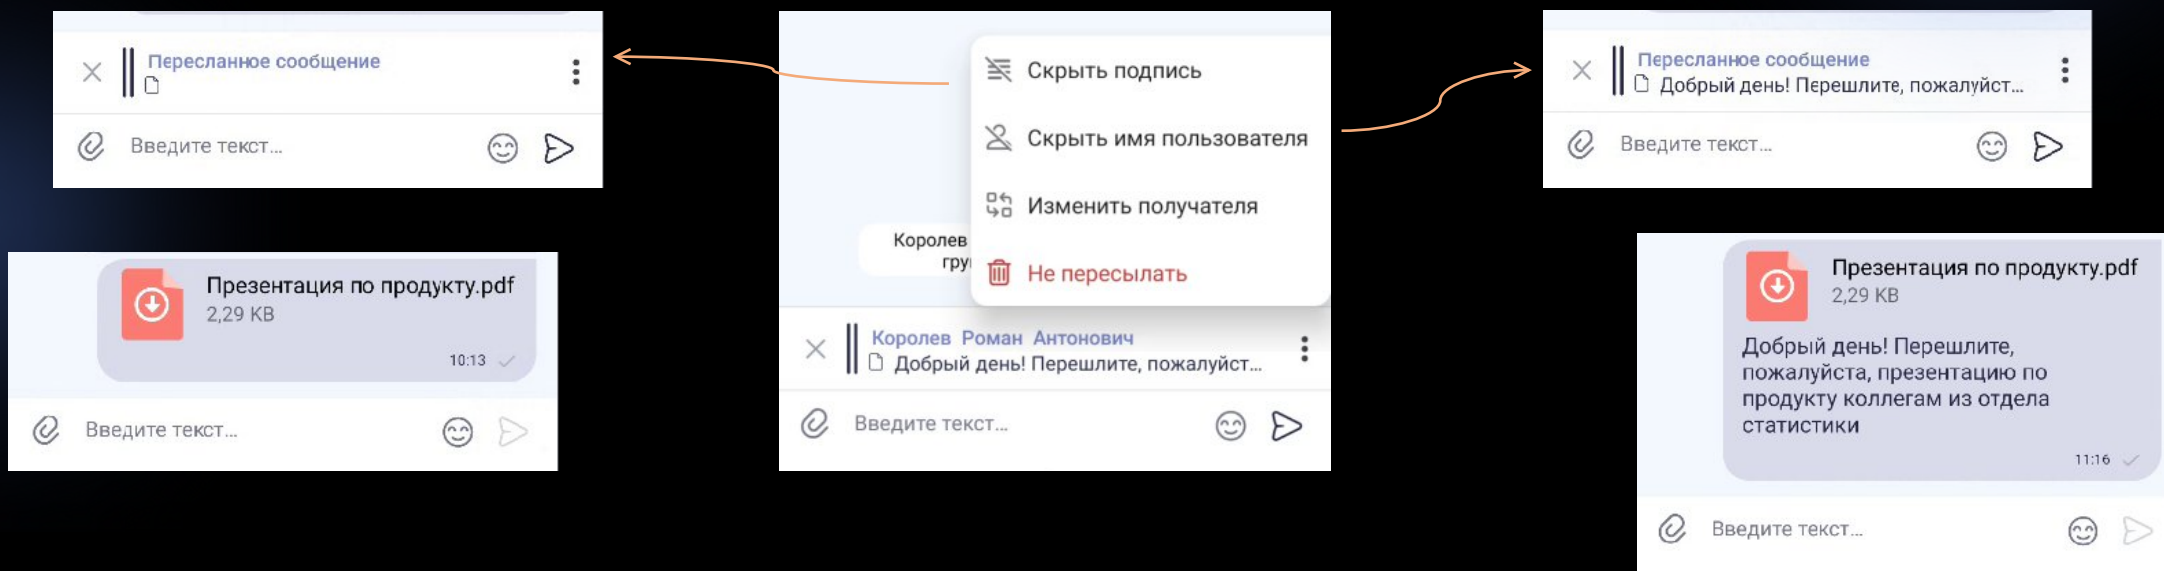 Пересланное сообщение
Введите текст...
Презентация по продукту.pdf
2,29 KB
10:13
Введите текст...
Скрыть подпись
Скрыть имя пользователя
Изменить получателя
Не пересылать
Королев
Королев Роман Антонович
Добрый день! Перешлите, пожалуйст...
Введите текст...
Пересланное сообщение
Добрый день! Перешлите, пожалуйст...
Введите текст...
Презентация по продукту.pdf
2,29 KB
Добрый день! Перешлите,
пожалуйста, презентацию по
продукту коллегам из отдела
статистики
11:16
Введите текст...